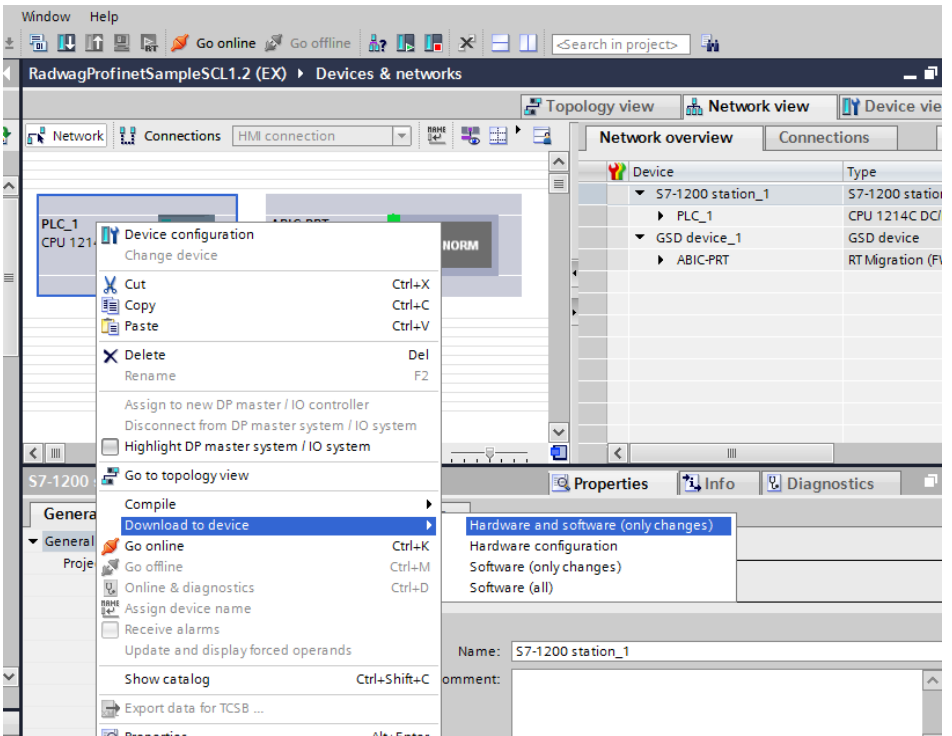 Window Help
Go online Go offline <Search in project>
RadwagProfinetSampleSCL1.2 (EX) Devices & networks
Topology view Network view Device vie
Network Connections HMI connection
Network overview Connections
Device Type
S7-1200 station_1 S7-1200 station
PLC_1 CPU 1214C DC/
GSD device_1 GSD device
ABIC-PRT RT Migration (FW
PLC_1 ABIC-PRT
CPU 1214
NORM
Device configuration
Change device
Cut Ctrl+X
Copy Ctrl+C
Paste Ctrl+V
Delete Del
Rename F2
Assign to new DP master / IO controller
Disconnect from DP master system / IO system
Highlight DP master system / IO system
Go to topology view
Compile
Download to device
Go online Ctrl+K
Go offline Ctrl+M
Online & diagnostics Ctrl+D
Assign device name
Receive alarms
Update and display forced operands
Show catalog Ctrl+Shift+C
Export data for TCSB ...
Properties Alt+Enter
Hardware and software (only changes)
Hardware configuration
Software (only changes)
Software (all)
S7-1200
Properties Info Diagnostics
Genera
General
Proje
Name: S7-1200 station_1
omment: